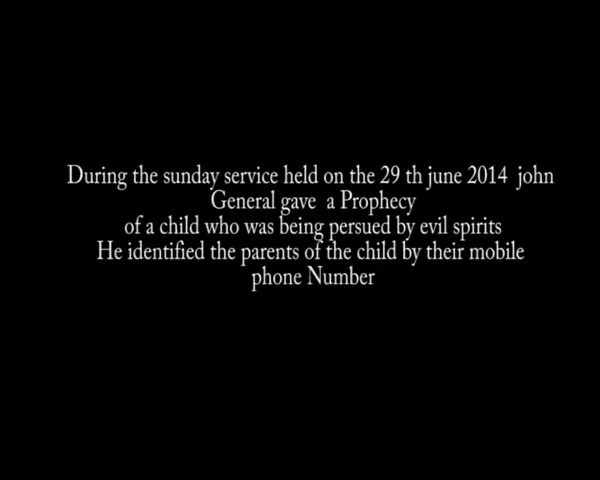 During the sunday service held on the 29 th june 2014 john
General gave a Prophecy
of a child who was being persued by evil spirits
He identified the parents of the child by their mobile
phone Number